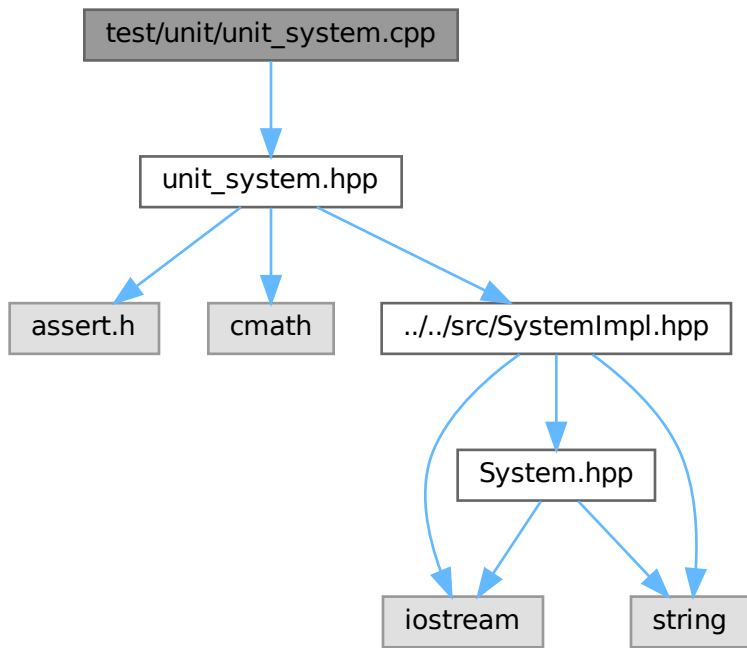 test/unit/unit_system.cpp
unit_system.hpp
assert.h
cmath
../../src/SystemImpl.hpp
System.hpp
iostream
string